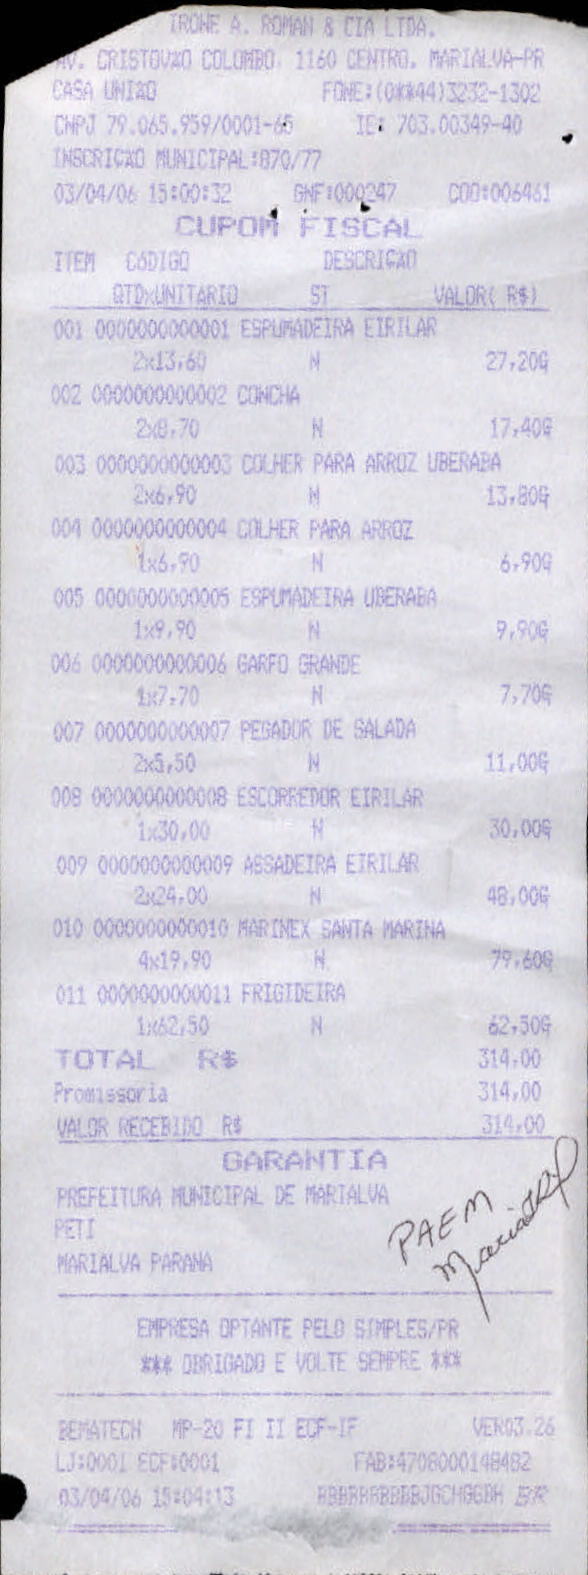 IRONE A. ROMAN & CIA LTDA.
AV. CRISTOVAO COLOMBO, 1160 CENTRO, MARIALVA-PR
CASA UNIAO FONE:(0**44)3232-1302
CNPJ 79.065.959/0001-65 IE: 703.00349-40
INSCRIÇAO MUNICIPAL:870/77
03/04/06 15:00:32 GNF:000247 COO:006461
CUPOM FISCAL
ITEM CóDIGO DESCRIÇAO
QTDxUNITARIO ST VALOR( R$)
001 0000000000001 ESPUMADEIRA EIRILAR
2x13,60 N 27,20G
002 0000000000002 CONCHA
2x8,70 N 17,40G
003 0000000000003 COLHER PARA ARROZ UBERABA
2x6,90 N 13,80G
004 0000000000004 COLHER PARA ARROZ
1x6,90 N 6,90G
005 0000000000005 ESPUMADEIRA UBERABA
1x9,90 N 9,90G
006 0000000000006 GARFO GRANDE
1x7,70 N 7,70G
007 0000000000007 PEGADOR DE SALADA
2x5,50 N 11,00G
008 0000000000008 ESCORREDOR EIRILAR
1x30,00 N 30,00G
009 0000000000009 ASSADEIRA EIRILAR
2x24,00 N 48,00G
010 0000000000010 MARINEX SANTA MARINA
4x19,90 N 79,60G
011 0000000000011 FRIGIDEIRA
1x62,50 N 62,50G
TOTAL R$ 314,00
Promissoria 314,00
VALOR RECEBIDO R$ 314,00
GARANTIA
PREFEITURA MUNICIPAL DE MARIALVA
PETI
MARIALVA PARANA
PAEM
EMPRESA OPTANTE PELO SIMPLES/PR
*** OBRIGADO E VOLTE SEMPRE ***
BEMATECH MP-20 FI II ECF-IF VER03.26
LJ:0001 ECF:0001 FAB:4708000148482
03/04/06 15:04:13 BR